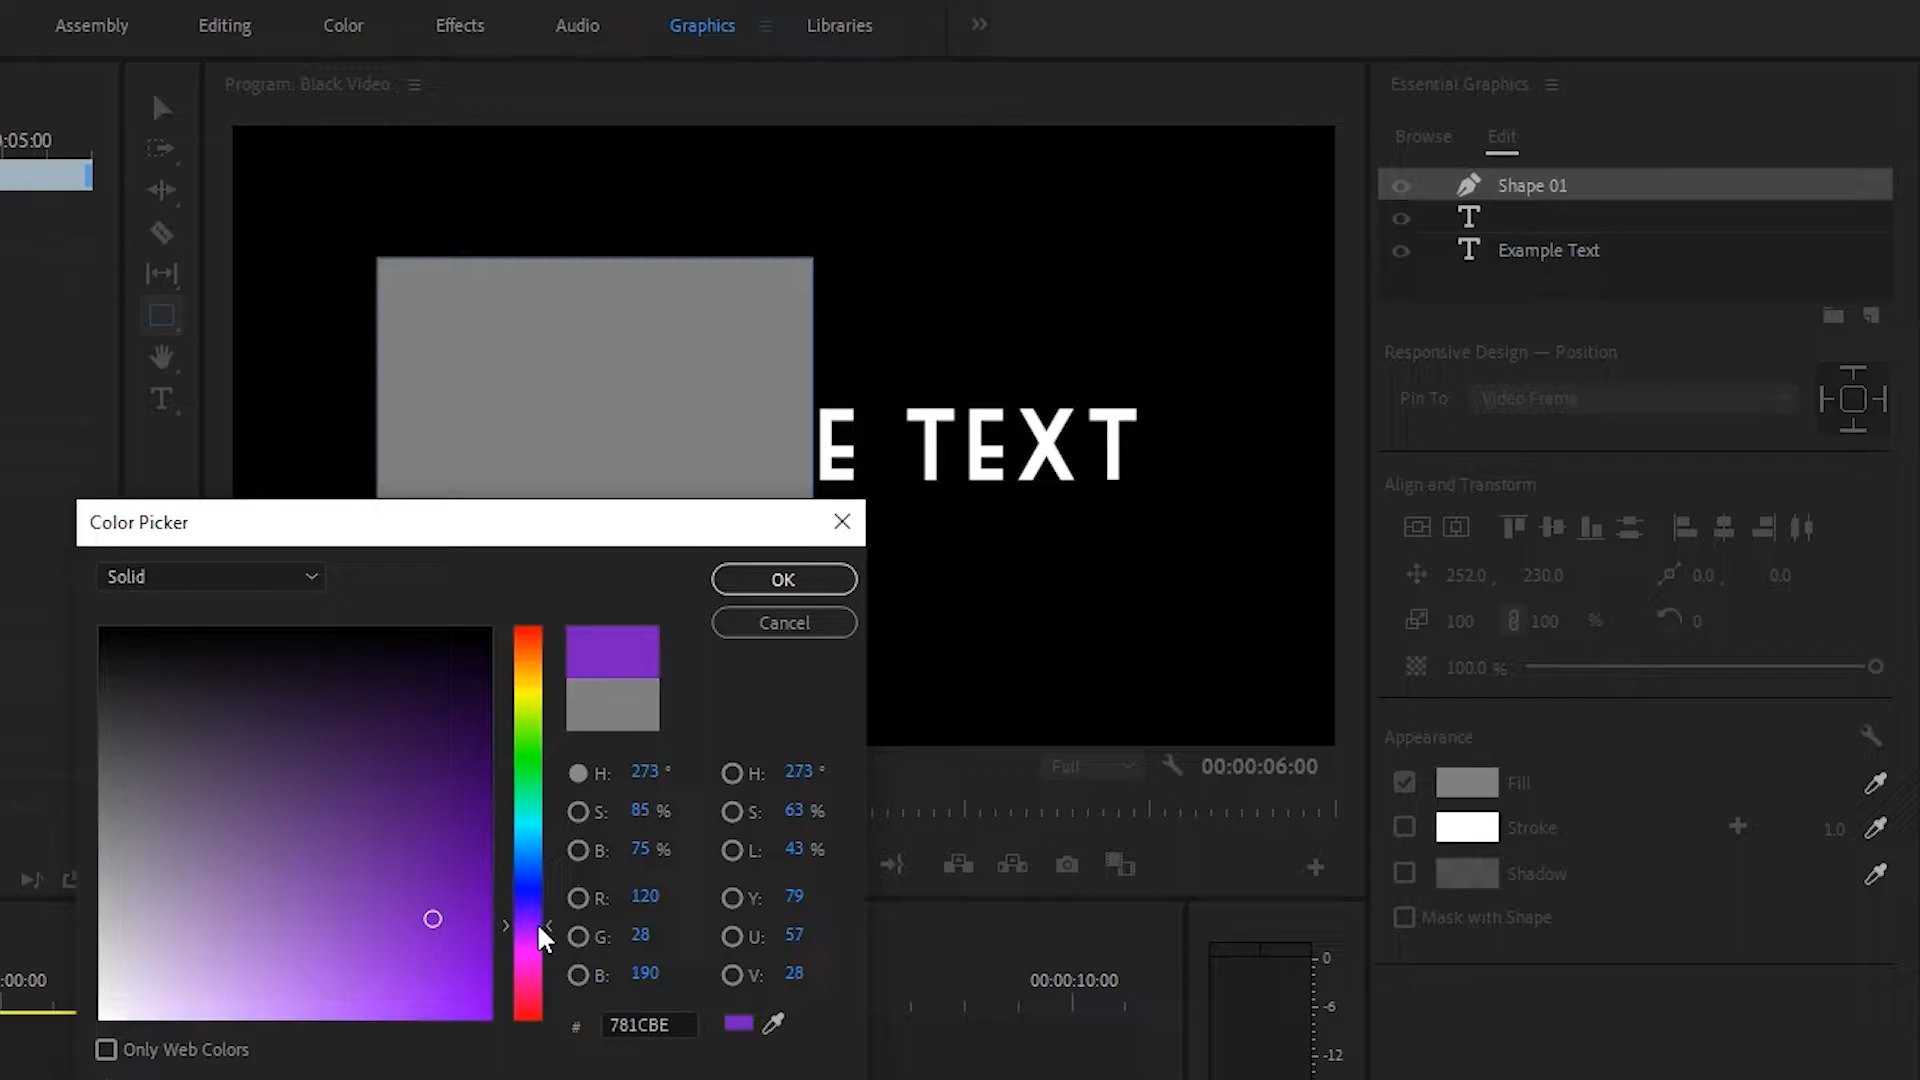 Assembly Editing Color Effects Audio Graphics Libraries
Program: Black Video
Essential Graphics
Browse Edit
:05:00
Shape 01
Example Text
Responsive Design — Position
Pin To: Video Frame
E TEXT
Align and Transform
252.0 , 230.0 0.0 , 0.0
100 100 % 0
100.0 %
Color Picker
Solid
OK
Cancel
H: 273 ° H: 273 °
S: 85 % S: 63 %
B: 75 % L: 43 %
R: 120 Y: 79
G: 28 U: 57
B: 190 V: 28
# 781CBE
Only Web Colors
Full 00:00:06:00
Appearance
Fill
Stroke 1.0
Shadow
Mask with Shape
:00:00
00:00:10:00
0
-6
-12